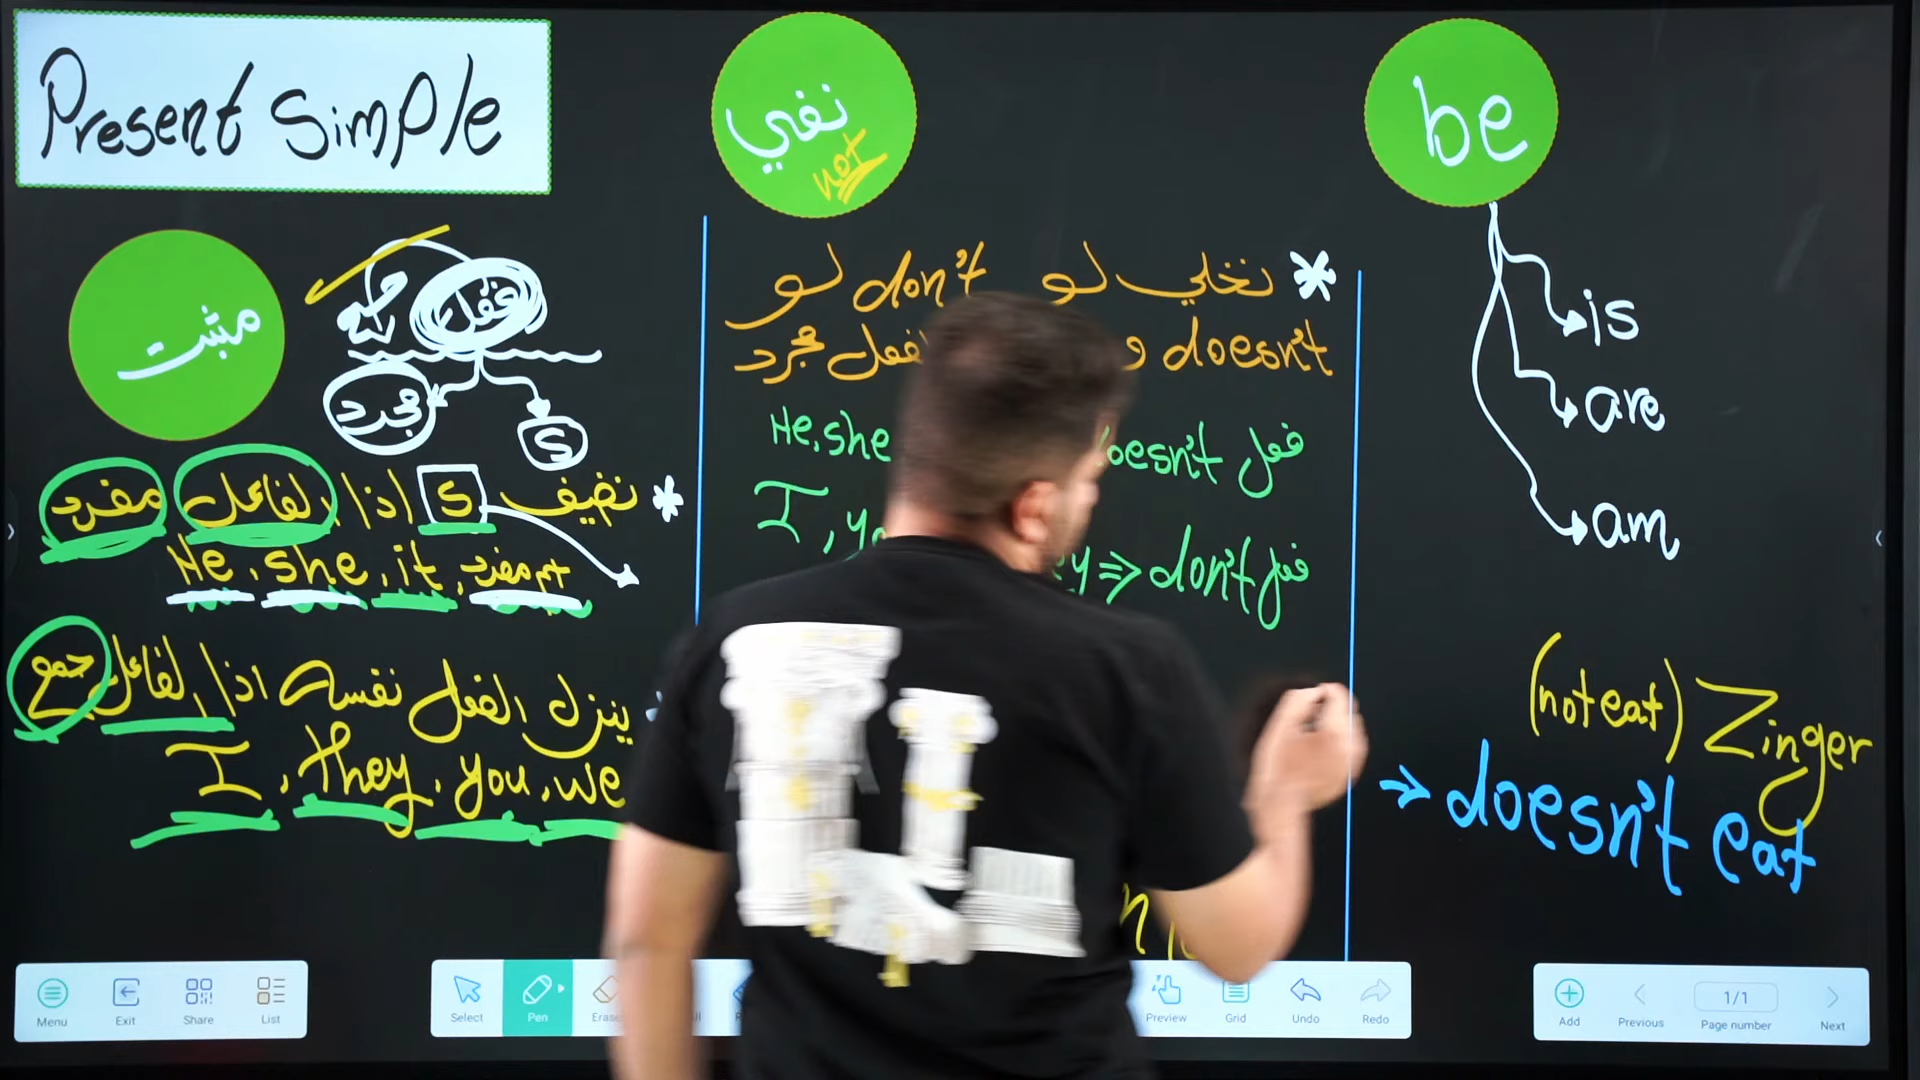 Present Simple
نفي
not
be
مثبت
فعل
مجرد
S
* نضيف S اذا الفاعل مفرد
He, she, it, اسم مفرد
ينزل الفعل نفسه اذا الفاعل جمع
I, they, you, we
* نخلي لو don't لو
doesn't و مجرد
He, she doesn't فعل
I, => don't فعل
is
are
am
(not eat) Zinger
=> doesn't eat
Menu
Exit
Share
List
Select
Pen
Preview
Grid
Undo
Redo
Add
Previous
1/1
Page number
Next